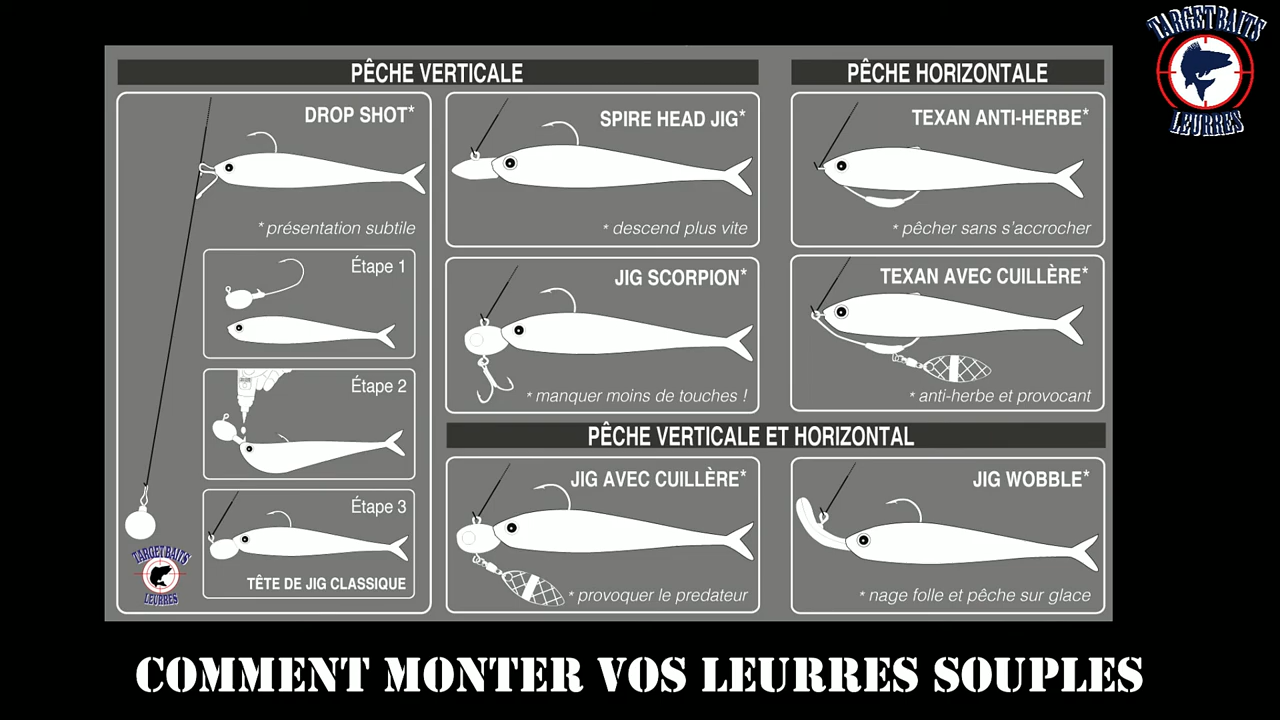 TARGET BAITS
LEURRES
PÊCHE VERTICALE
DROP SHOT*
* présentation subtile
Étape 1
Étape 2
Étape 3
TÊTE DE JIG CLASSIQUE
TARGET BAITS
LEURRES
SPIRE HEAD JIG*
* descend plus vite
JIG SCORPION*
* manquer moins de touches !
PÊCHE HORIZONTALE
TEXAN ANTI-HERBE*
* pêcher sans s'accrocher
TEXAN AVEC CUILLÈRE*
* anti-herbe et provocant
PÊCHE VERTICALE ET HORIZONTAL
JIG AVEC CUILLÈRE*
* provoquer le predateur
JIG WOBBLE*
* nage folle et pêche sur glace
COMMENT MONTER VOS LEURRES SOUPLES